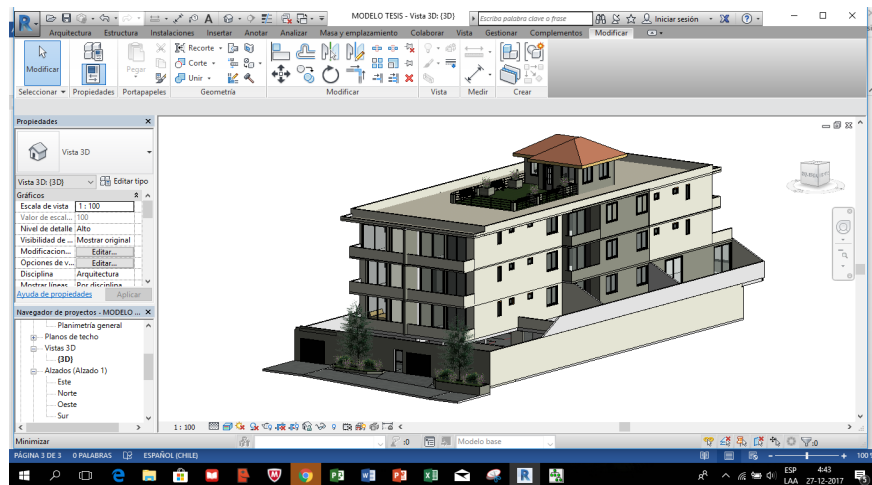 MODELO TESIS - Vista 3D: {3D}
Escriba palabra clave o frase
Iniciar sesión
Arquitectura Estructura Instalaciones Insertar Anotar Analizar Masa y emplazamiento Colaborar Vista Gestionar Complementos Modificar
Modificar
Pegar
Recorte
Corte
Unir
Seleccionar Propiedades Portapapeles Geometría Modificar Vista Medir Crear
Propiedades
Vista 3D
Vista 3D: {3D} Editar tipo
Gráficos
Escala de vista 1 : 100
Valor de escal... 100
Nivel de detalle Alto
Visibilidad de ... Mostrar original
Modificacion... Editar...
Opciones de v... Editar...
Disciplina Arquitectura
Mostrar líneas Por disciplina
Ayuda de propiedades Aplicar
Navegador de proyectos - MODELO ...
Planimetría general
Planos de techo
Vistas 3D
{3D}
Alzados (Alzado 1)
Este
Norte
Oeste
Sur
1 : 100
Minimizar
:0
Modelo base
:0
PÁGINA 3 DE 3 0 PALABRAS ESPAÑOL (CHILE)
100
ESP 4:43
LAA 27-12-2017